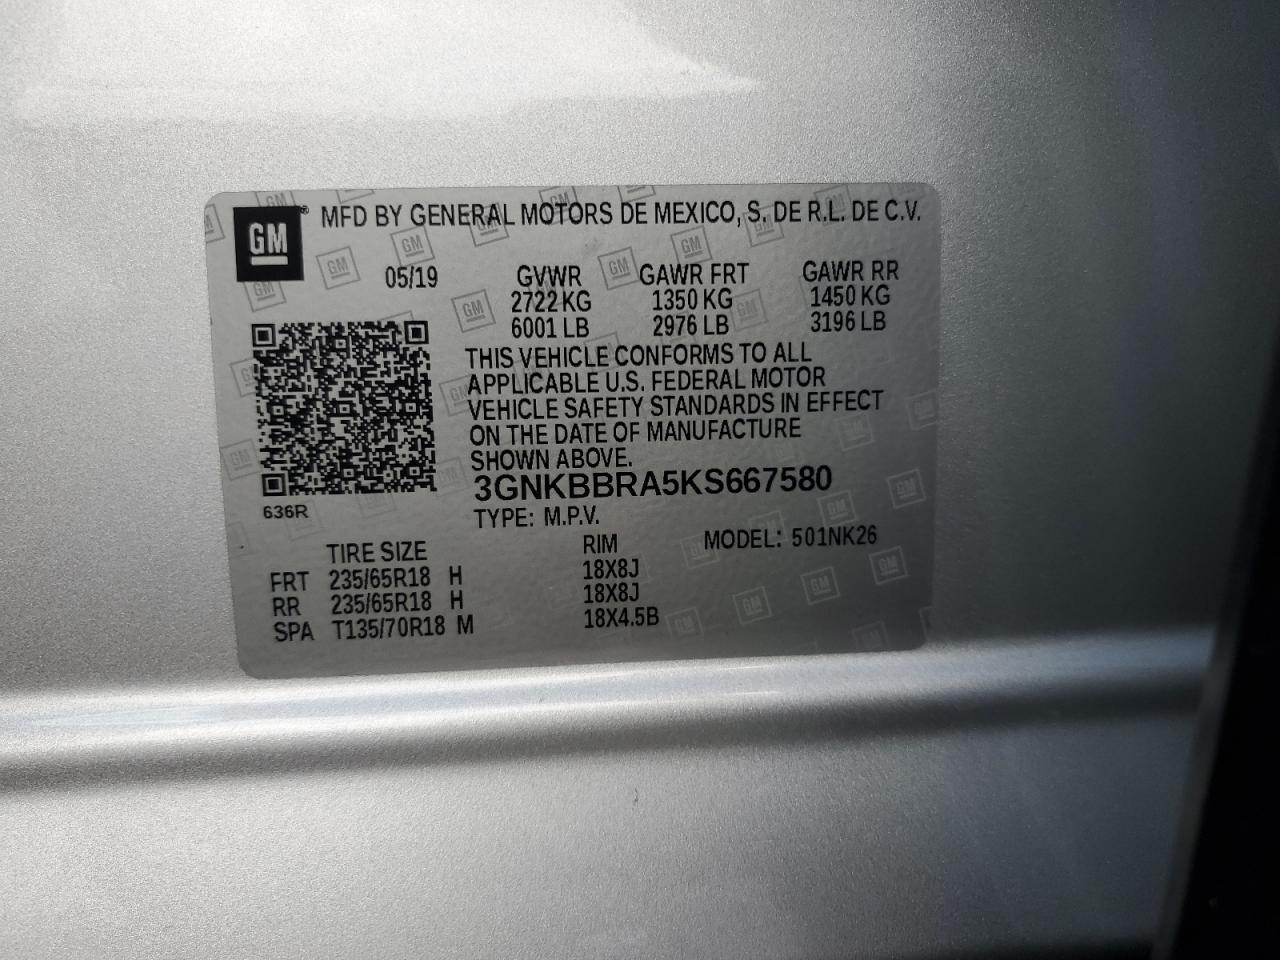 GM® MFD BY GENERAL MOTORS DE MEXICO, S. DE R.L. DE C.V.
05/19 GVWR GAWR FRT GAWR RR
2722 KG 1350 KG 1450 KG
6001 LB 2976 LB 3196 LB
THIS VEHICLE CONFORMS TO ALL
APPLICABLE U.S. FEDERAL MOTOR
VEHICLE SAFETY STANDARDS IN EFFECT
ON THE DATE OF MANUFACTURE
SHOWN ABOVE.
3GNKBBRA5KS667580
636R
TYPE: M.P.V.
TIRE SIZE RIM MODEL: 501NK26
FRT 235/65R18 H 18X8J
RR 235/65R18 H 18X8J
SPA T135/70R18 M 18X4.5B